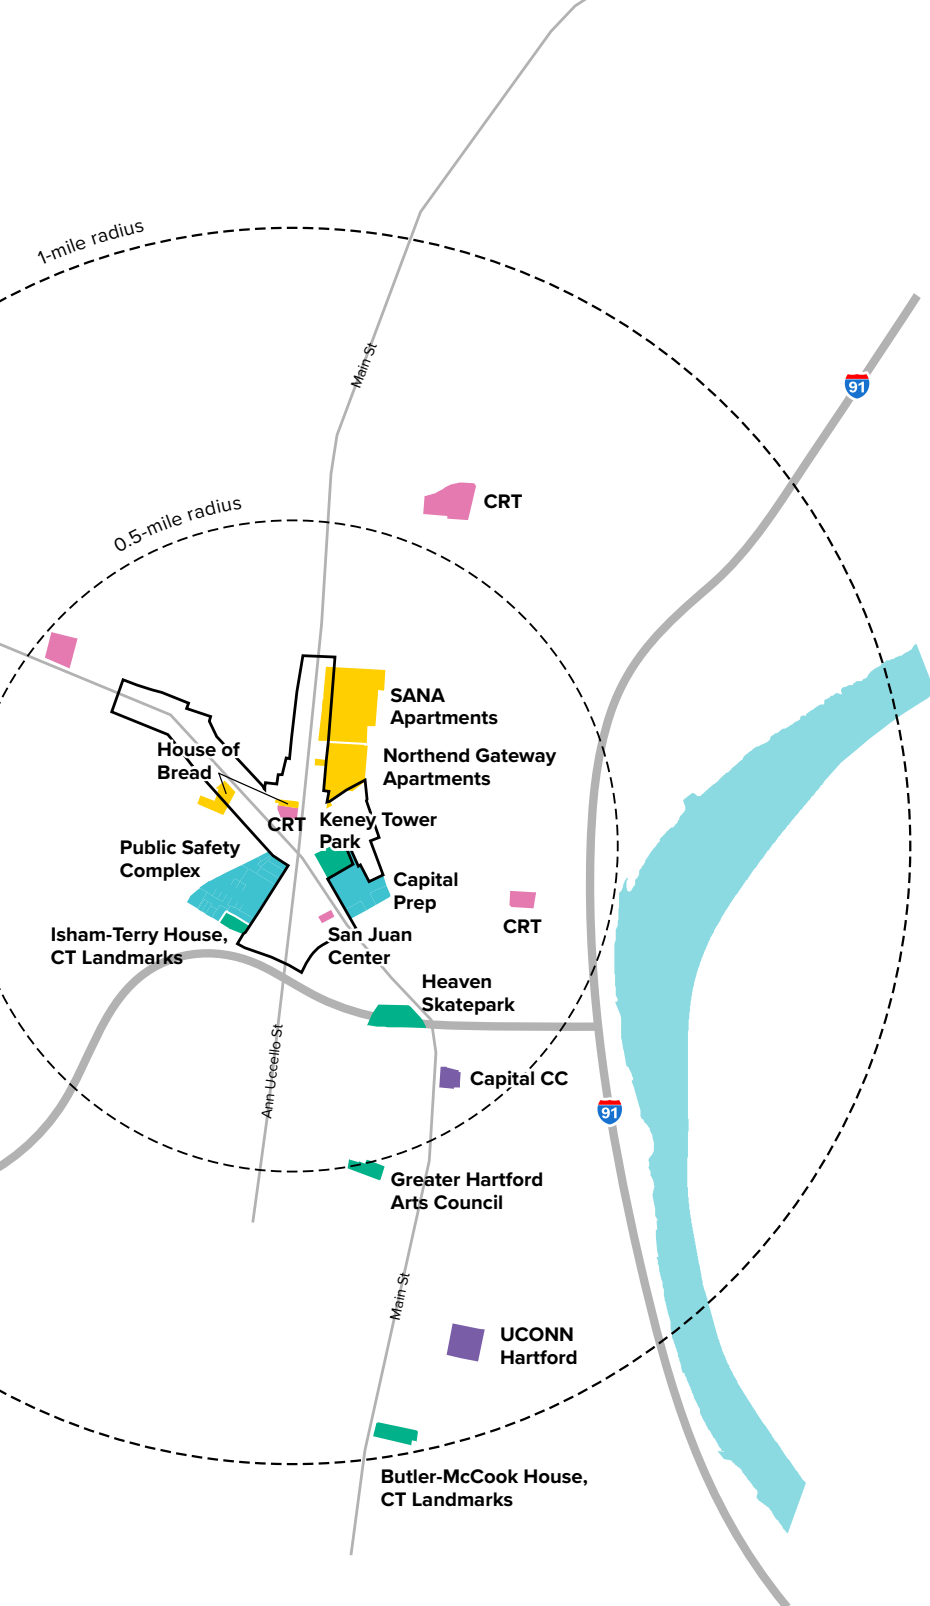 1-mile radius
Main St
91
CRT
0.5-mile radius
SANA
Apartments
House of
Bread
Northend Gateway
Apartments
CRT
Keney Tower
Park
Public Safety
Complex
Capital
Prep
CRT
Isham-Terry House,
CT Landmarks
San Juan
Center
Heaven
Skatepark
Ann Uccello St
Capital CC
91
Greater Hartford
Arts Council
Main St
UCONN
Hartford
Butler-McCook House,
CT Landmarks